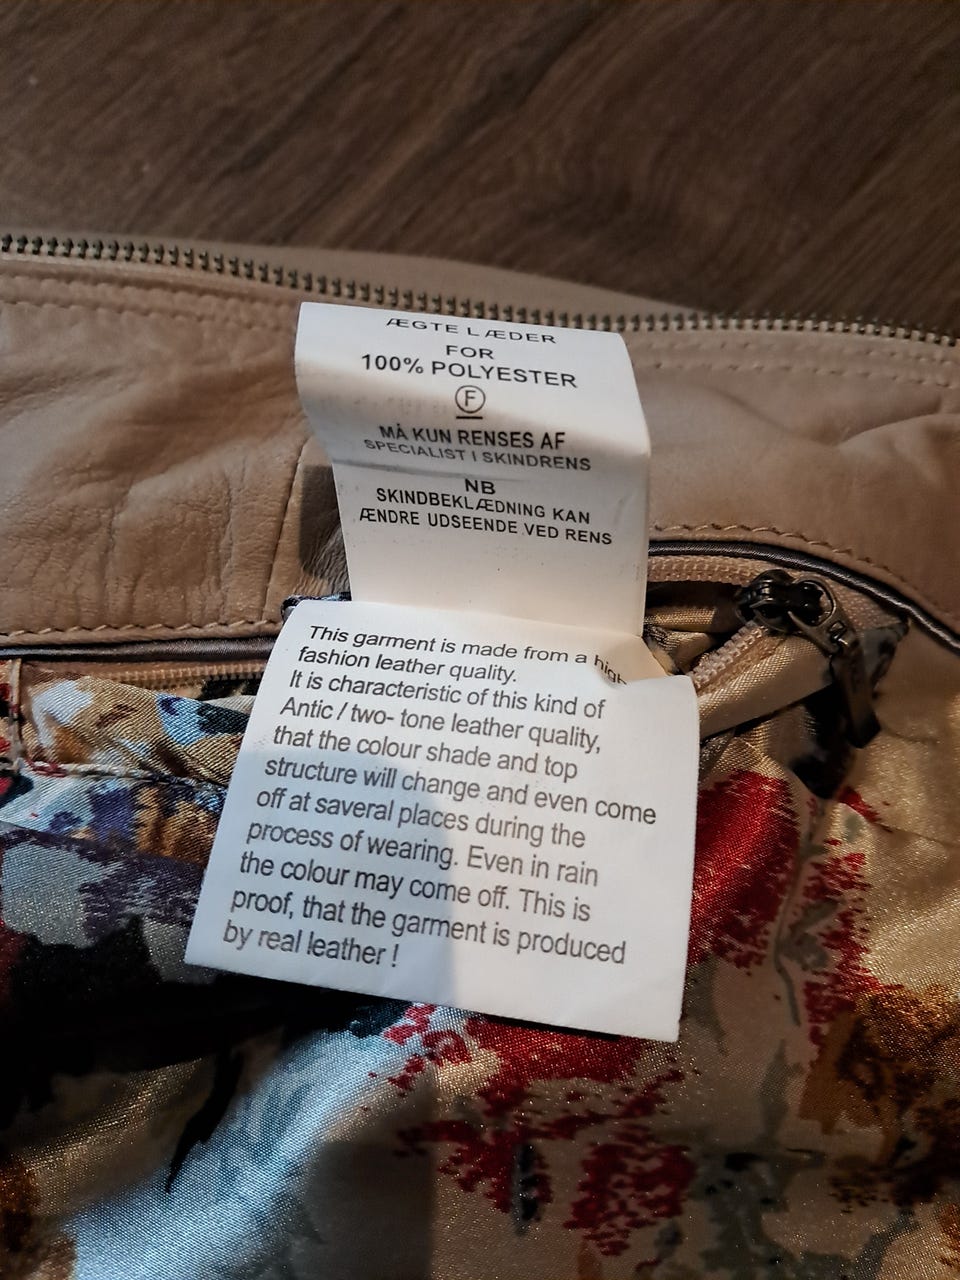 ÆGTE LÆDER
FOR
100% POLYESTER
F
MÅ KUN RENSES AF
SPECIALIST I SKINDRENS
NB
SKINDBEKLÆDNING KAN
ÆNDRE UDSEENDE VED RENS
This garment is made from a high
fashion leather quality.
It is characteristic of this kind of
Antic / two- tone leather quality,
that the colour shade and top
structure will change and even come
off at saveral places during the
process of wearing. Even in rain
the colour may come off. This is
proof, that the garment is produced
by real leather !